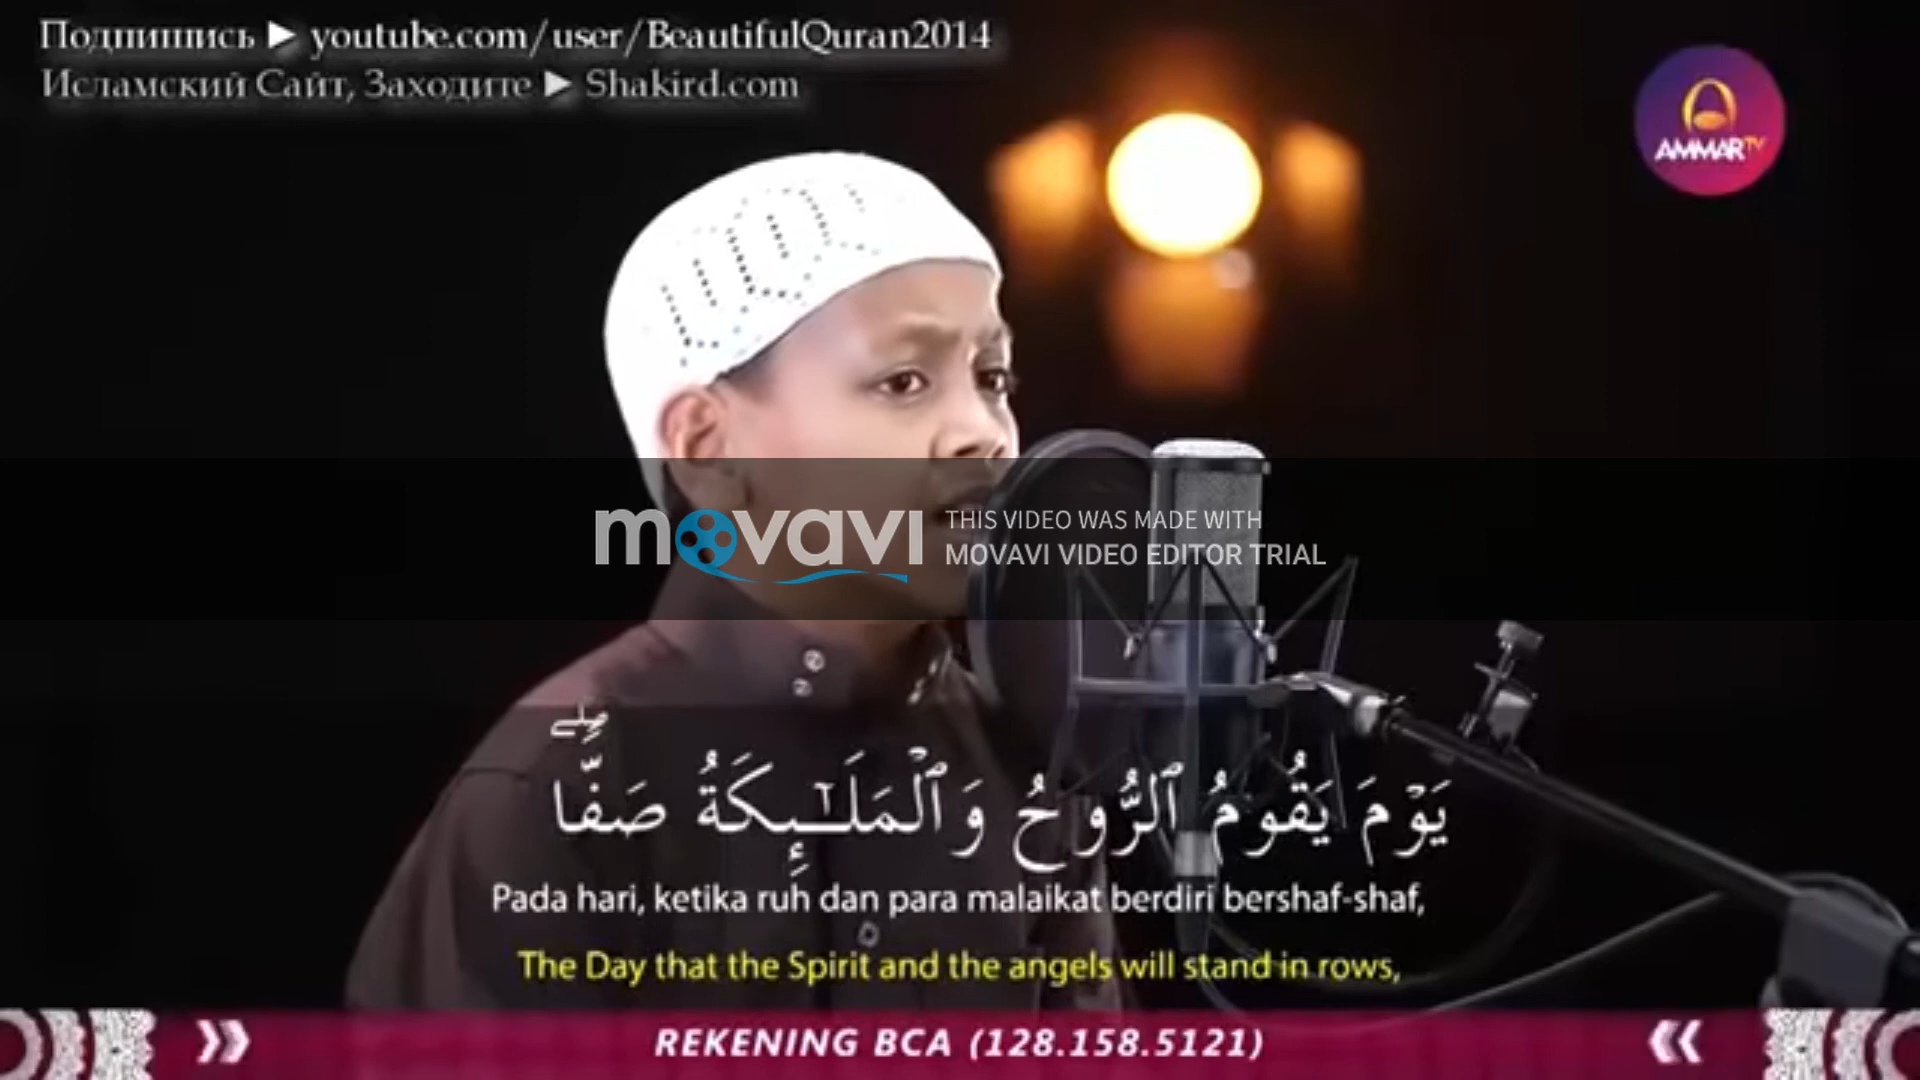 Подпишись ► youtube.com/user/BeautifulQuran2014
Исламский Сайт, Заходите ► Shakird.com
AMMARTV
movavi
THIS VIDEO WAS MADE WITH
MOVAVI VIDEO EDITOR TRIAL
يَوْمَ يَقُومُ ٱلرُّوحُ وَٱلْمَلَـٰٓئِكَةُ صَفًّاۖ
Pada hari, ketika ruh dan para malaikat berdiri bershaf-shaf,
The Day that the Spirit and the angels will stand in rows,
REKENING BCA (128.158.5121)